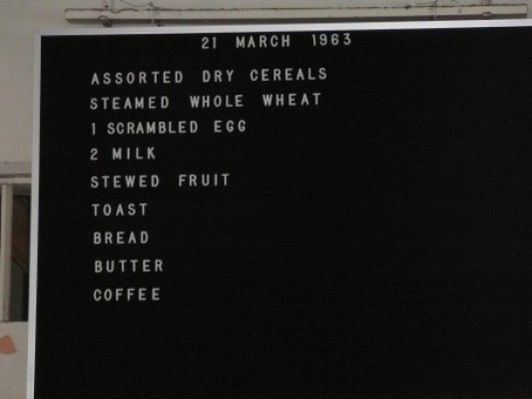 21 MARCH 1963
ASSORTED DRY CEREALS
STEAMED WHOLE WHEAT
1 SCRAMBLED EGG
2 MILK
STEWED FRUIT
TOAST
BREAD
BUTTER
COFFEE